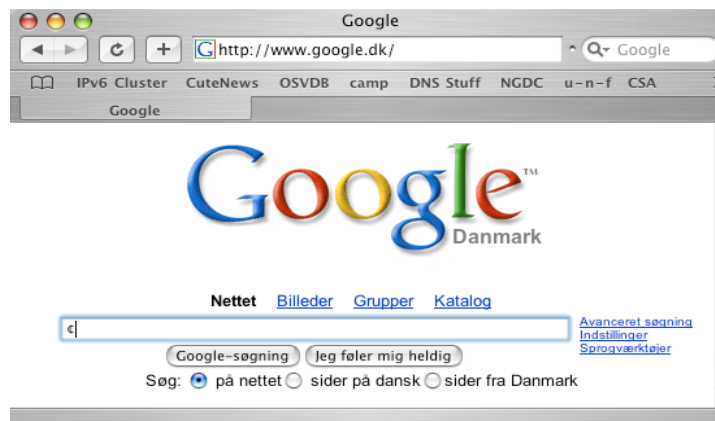 Google
http://www.google.dk/
Google
IPv6 Cluster CuteNews OSVDB camp DNS Stuff NGDC u-n-f CSA
Google
Google™
Danmark
Nettet Billeder Grupper Katalog
¢
Avanceret søgning
Indstillinger
Sprogværktøjer
Google-søgning Jeg føler mig heldig
Søg: på nettet sider på dansk sider fra Danmark